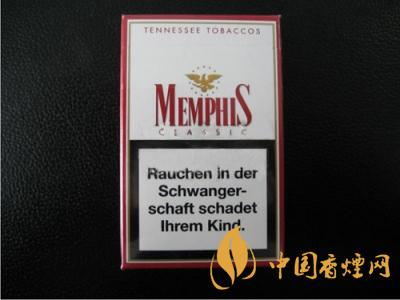 TENNESSEE TOBACCOS
MEMPHIS
CLASSIC
Rauchen in der
Schwanger-
schaft schadet
Ihrem Kind.
中国香烟网